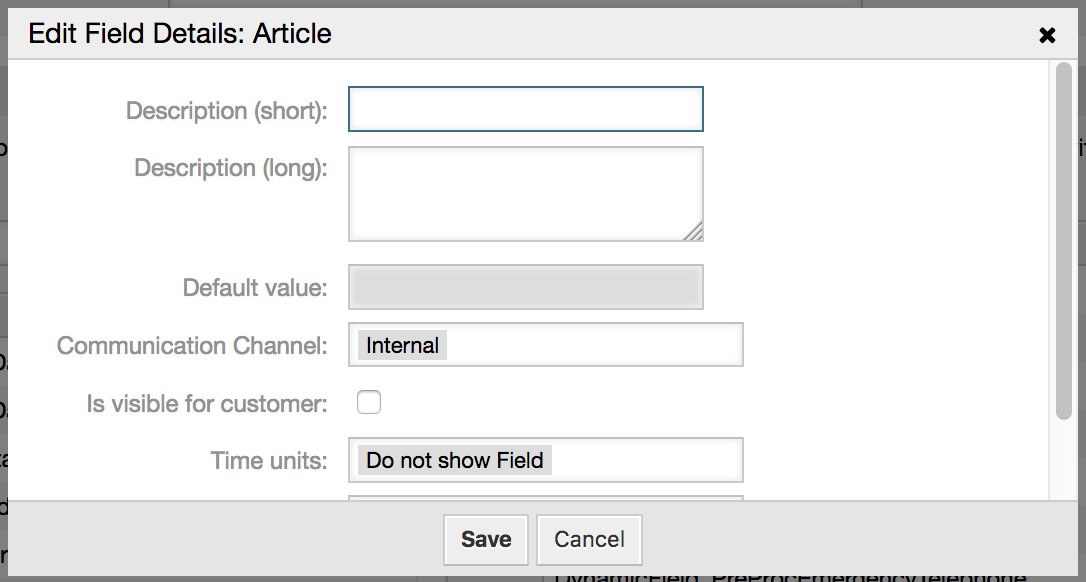 Edit Field Details: Article
Description (short):
Description (long):
Default value:
Communication Channel: Internal
Is visible for customer:
Time units: Do not show Field
Save Cancel
DynamicField_PreProcEmergencyTelephone